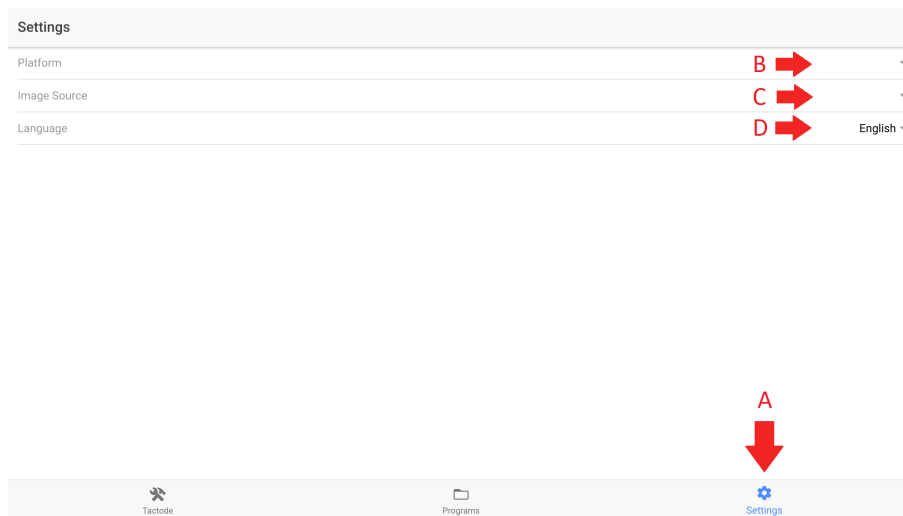 Settings
Platform B
Image Source C
Language D English
A
Tactode Programs Settings